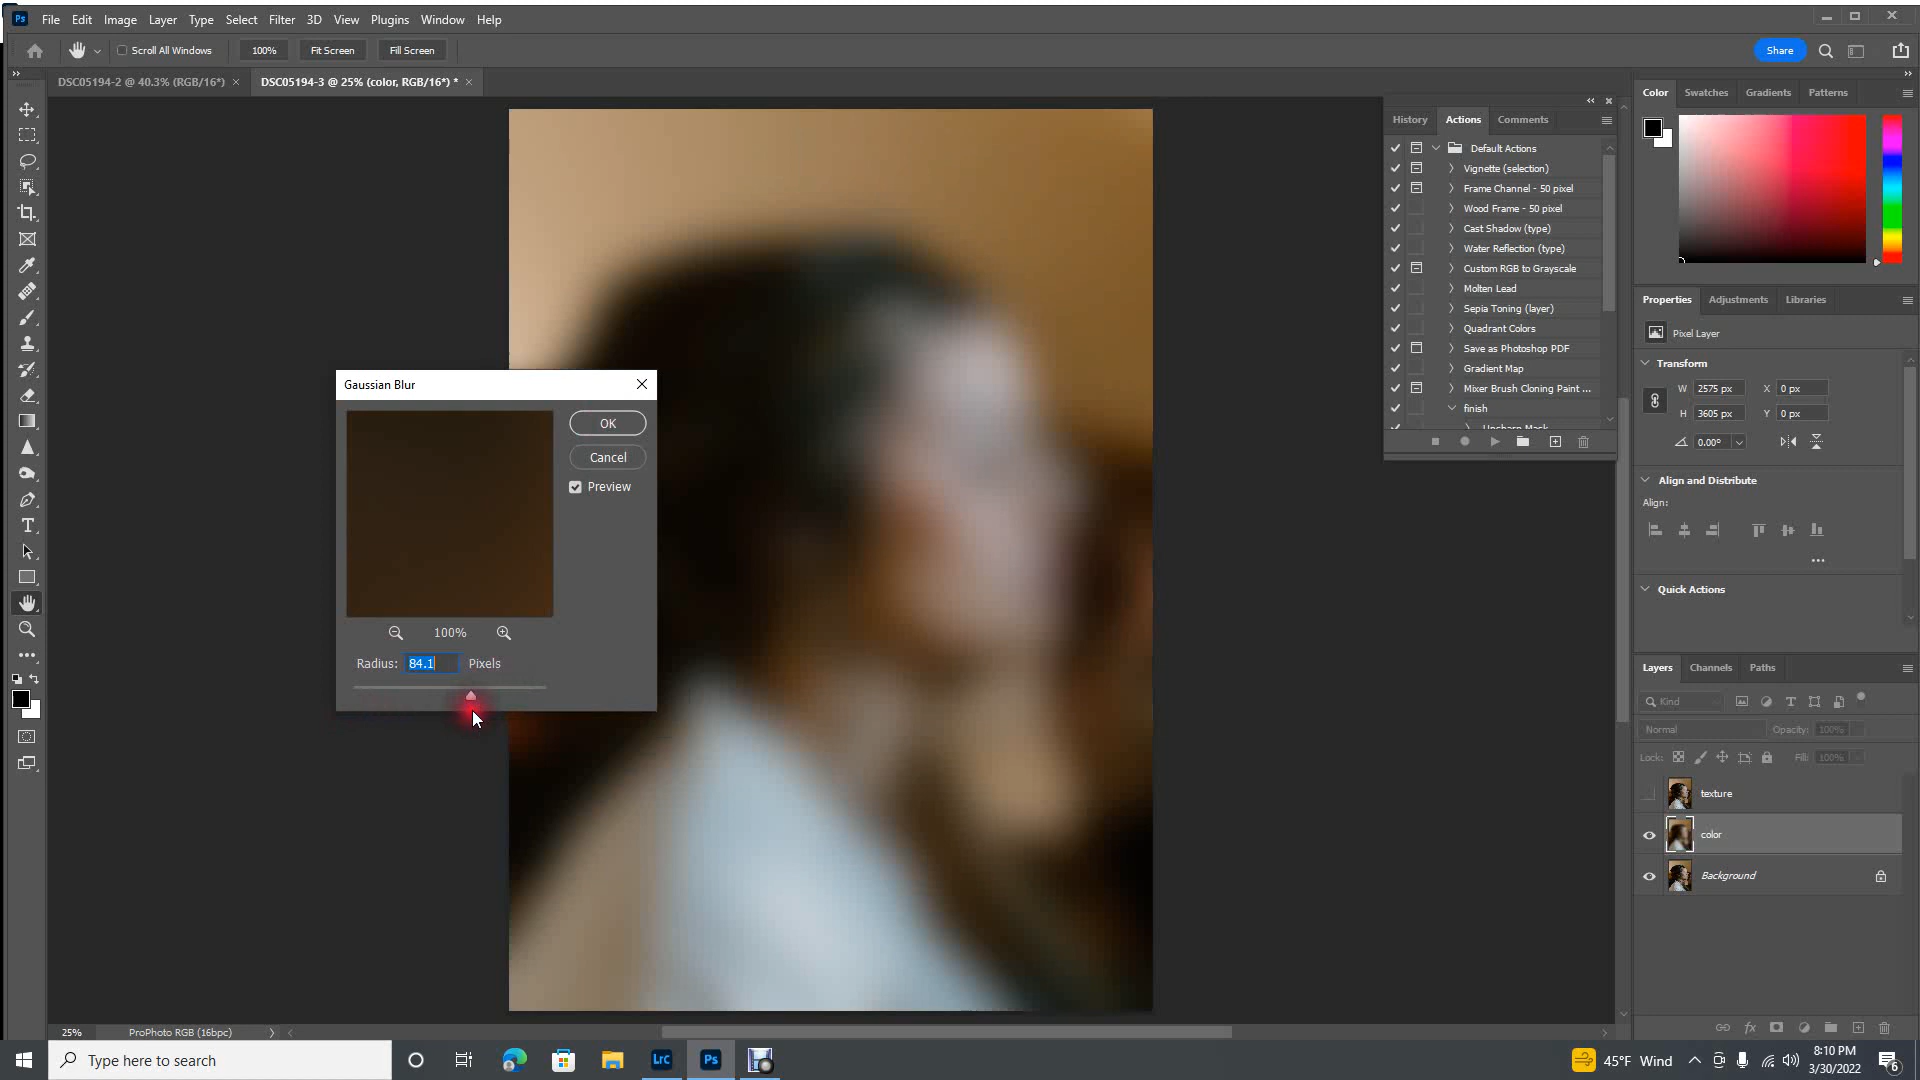 Ps File Edit Image Layer Type Select Filter 3D View Plugins Window Help
Scroll All Windows 100% Fit Screen Fill Screen Share
DSC05194-2 @ 40.3% (RGB/16*) × DSC05194-3 @ 25% (color, RGB/16*) * ×
History Actions Comments
Default Actions
Vignette (selection)
Frame Channel - 50 pixel
Wood Frame - 50 pixel
Cast Shadow (type)
Water Reflection (type)
Custom RGB to Grayscale
Molten Lead
Sepia Toning (layer)
Quadrant Colors
Save as Photoshop PDF
Gradient Map
Mixer Brush Cloning Paint ...
finish
Unsharp Mask
Gaussian Blur
OK
Cancel
Preview
100%
Radius: 84.1 Pixels
Color Swatches Gradients Patterns
Properties Adjustments Libraries
Pixel Layer
Transform
W 2575 px X 0 px
H 3605 px Y 0 px
0.00°
Align and Distribute
Align:
Quick Actions
Layers Channels Paths
Kind
Normal Opacity: 100%
Lock: Fill: 100%
texture
color
Background
25% ProPhoto RGB (16bpc)
Type here to search
LrC Ps
45°F Wind
8:10 PM
3/30/2022
6